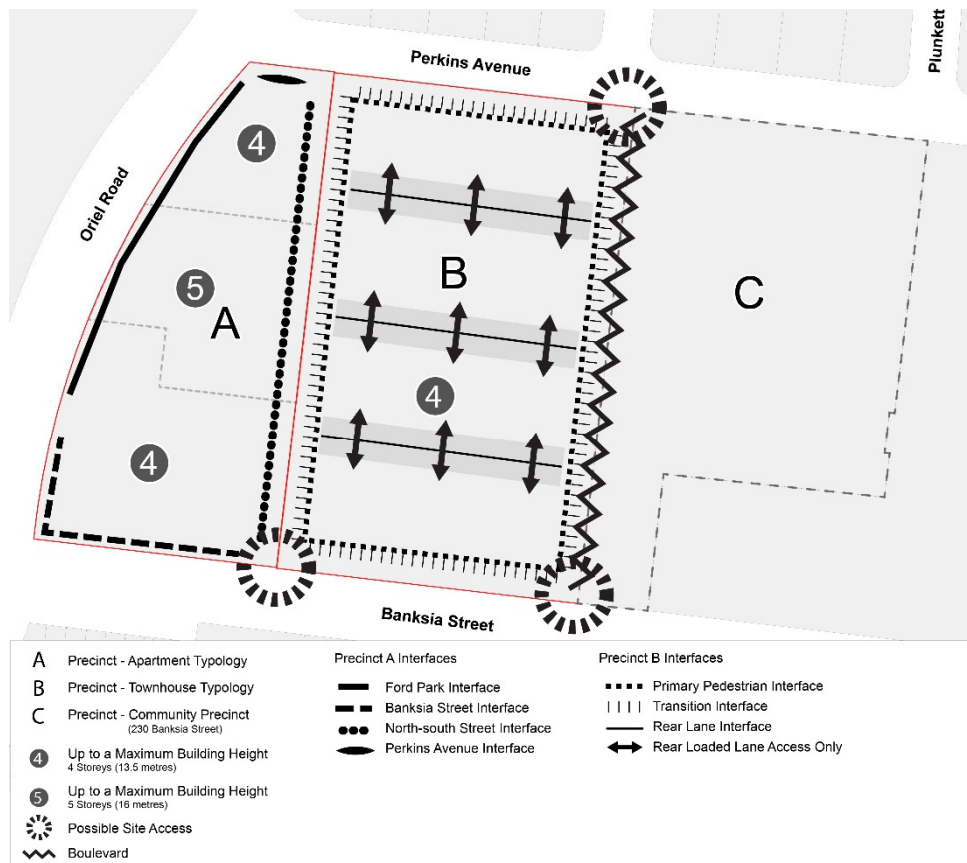 Perkins Avenue
Plunkett
Oriel Road
4
5
A
B
C
4
4
Banksia Street
A Precinct - Apartment Typology
B Precinct - Townhouse Typology
C Precinct - Community Precinct
(230 Banksia Street)
4 Up to a Maximum Building Height
4 Storeys (13.5 metres)
5 Up to a Maximum Building Height
5 Storeys (16 metres)
Possible Site Access
Boulevard
Precinct A Interfaces
Ford Park Interface
Banksia Street Interface
North-south Street Interface
Perkins Avenue Interface
Precinct B Interfaces
Primary Pedestrian Interface
Transition Interface
Rear Lane Interface
Rear Loaded Lane Access Only